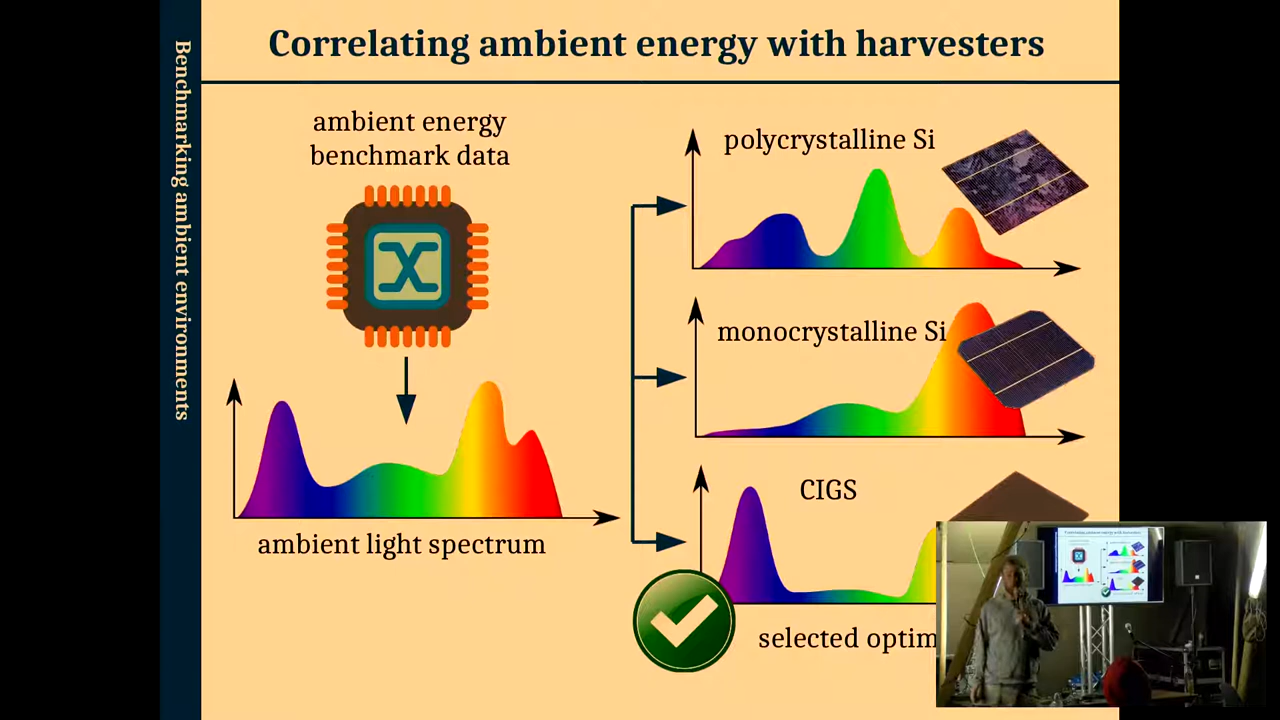 Correlating ambient energy with harvesters
Benchmarking ambient environments
ambient energy
benchmark data
ambient light spectrum
polycrystalline Si
monocrystalline Si
CIGS
selected optim